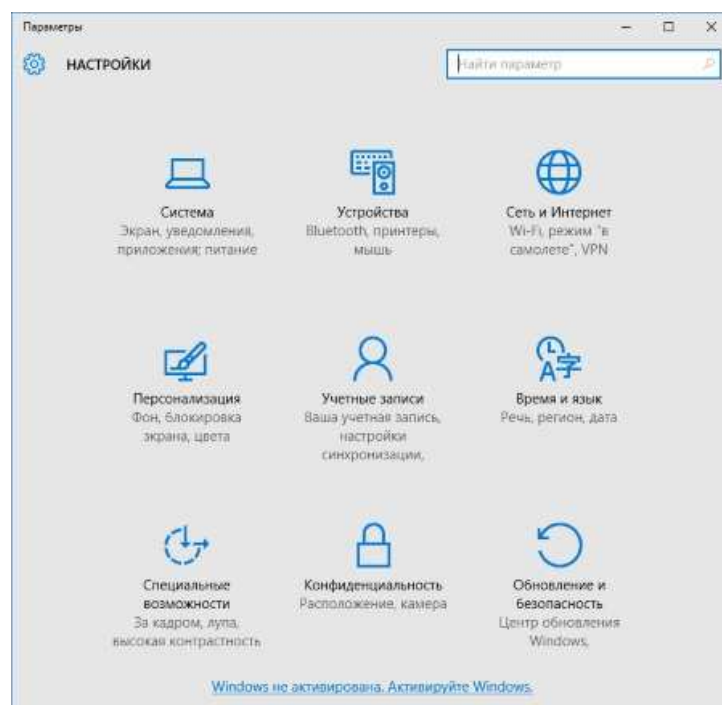 Параметры
НАСТРОЙКИ
Найти параметр
Система
Экран, уведомления,
приложения; питание
Устройства
Bluetooth, принтеры,
мышь
Сеть и Интернет
Wi-Fi, режим "в
самолете", VPN
Персонализация
Фон, блокировка
экрана, цвета
Учетные записи
Ваша учетная запись,
настройки
синхронизации,
Время и язык
Речь, регион, дата
Специальные
возможности
За кадром, лупа,
высокая контрастность
Конфиденциальность
Расположение, камера
Обновление и
безопасность
Центр обновления
Windows,
Windows не активирована. Активируйте Windows.